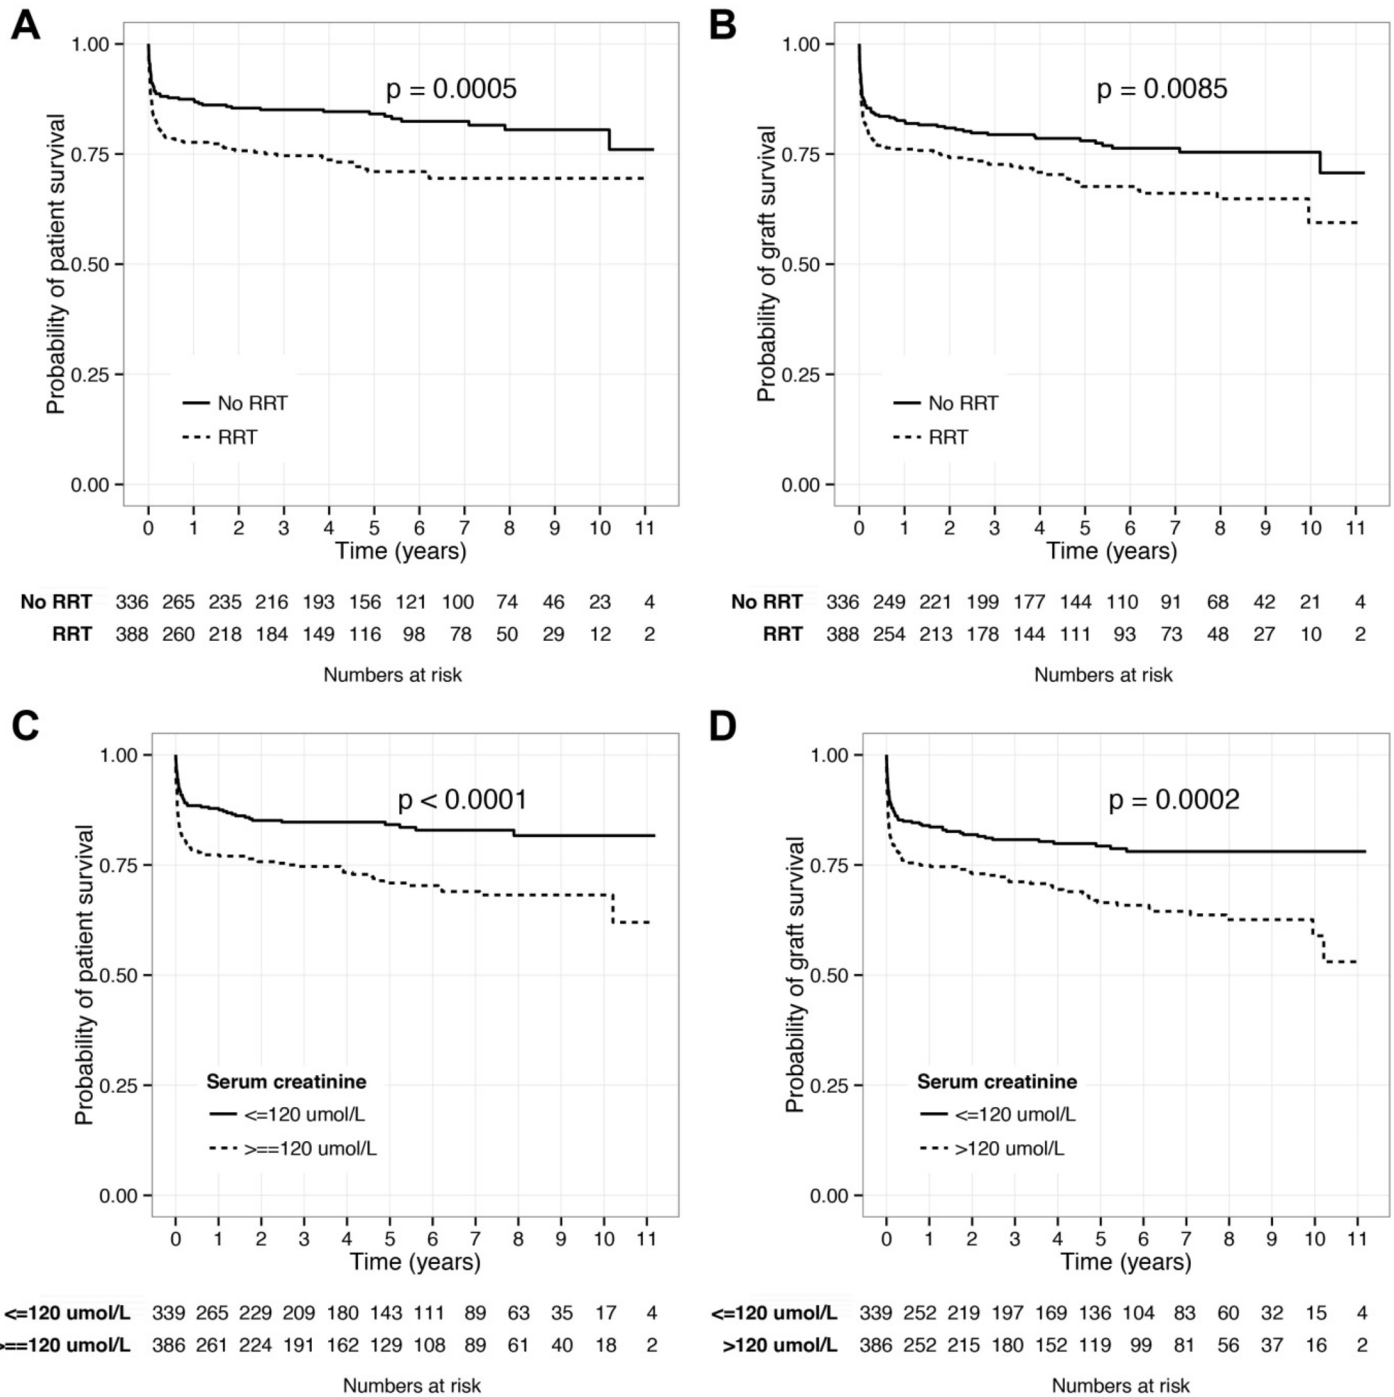 A
Probability of patient survival
1.00
0.75
0.50
0.25
0.00
p = 0.0005
No RRT
RRT
0 1 2 3 4 5 6 7 8 9 10 11
Time (years)
No RRT 336 265 235 216 193 156 121 100 74 46 23 4
RRT 388 260 218 184 149 116 98 78 50 29 12 2
Numbers at risk
B
Probability of graft survival
1.00
0.75
0.50
0.25
0.00
p = 0.0085
No RRT
RRT
0 1 2 3 4 5 6 7 8 9 10 11
Time (years)
No RRT 336 249 221 199 177 144 110 91 68 42 21 4
RRT 388 254 213 178 144 111 93 73 48 27 10 2
Numbers at risk
C
Probability of patient survival
1.00
0.75
0.50
0.25
0.00
p < 0.0001
Serum creatinine
<=120 umol/L
>==120 umol/L
0 1 2 3 4 5 6 7 8 9 10 11
Time (years)
<=120 umol/L 339 265 229 209 180 143 111 89 63 35 17 4
>==120 umol/L 386 261 224 191 162 129 108 89 61 40 18 2
Numbers at risk
D
Probability of graft survival
1.00
0.75
0.50
0.25
0.00
p = 0.0002
Serum creatinine
<=120 umol/L
>120 umol/L
0 1 2 3 4 5 6 7 8 9 10 11
Time (years)
<=120 umol/L 339 252 219 197 169 136 104 83 60 32 15 4
>120 umol/L 386 252 215 180 152 119 99 81 56 37 16 2
Numbers at risk